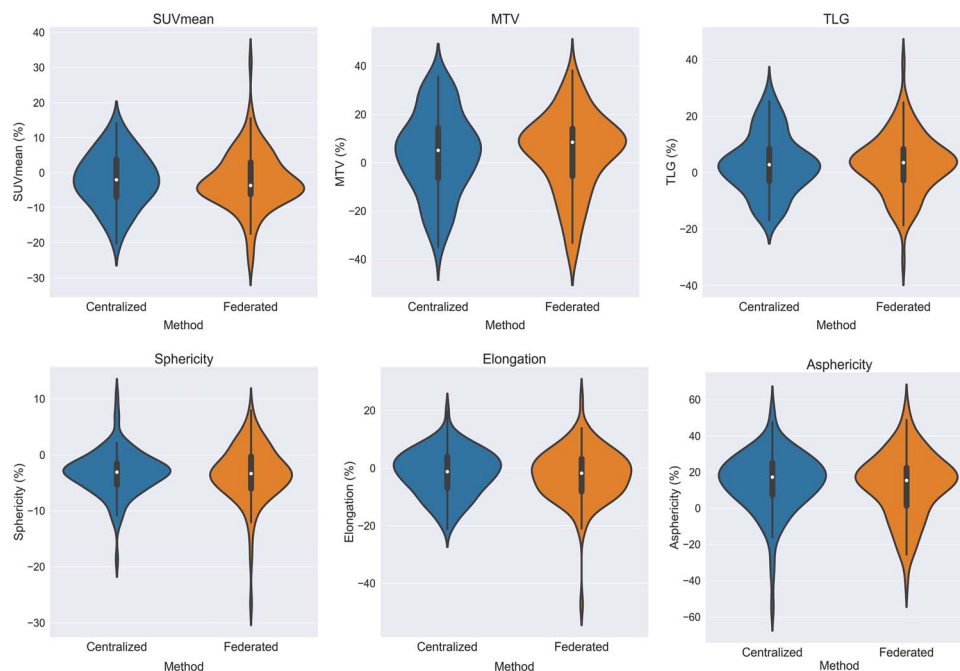 SUVmean
40
30
20
10
0
−10
−20
−30
SUVmean (%)
Centralized Federated
Method
MTV
40
20
0
−20
−40
MTV (%)
Centralized Federated
Method
TLG
40
20
0
−20
−40
TLG (%)
Centralized Federated
Method
Sphericity
10
0
−10
−20
−30
Sphericity (%)
Centralized Federated
Method
Elongation
20
0
−20
−40
Elongation (%)
Centralized Federated
Method
Asphericity
60
40
20
0
−20
−40
−60
Asphericity (%)
Centralized Federated
Method